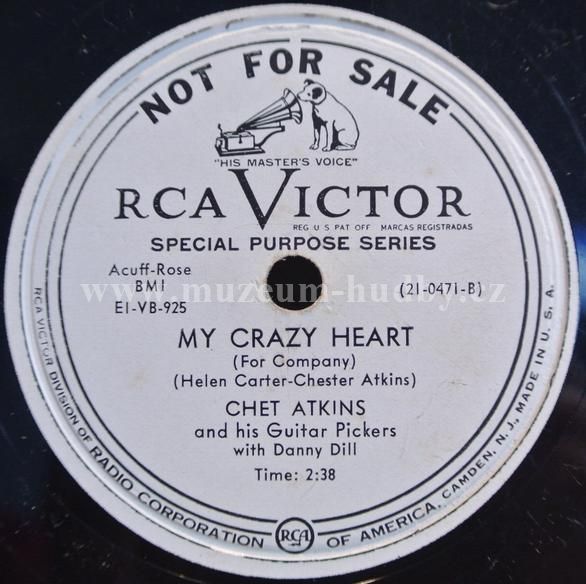 NOT FOR SALE
"HIS MASTER'S VOICE"
RCA VICTOR
REG U S PAT OFF MARCAS REGISTRADAS
SPECIAL PURPOSE SERIES
Acuff-Rose
BMI
E1-VB-925
(21-0471-B)
www.muzeum-hudby.cz
MY CRAZY HEART
(For Company)
(Helen Carter-Chester Atkins)
CHET ATKINS
and his Guitar Pickers
with Danny Dill
Time: 2:38
RCA VICTOR DIVISION OF RADIO CORPORATION OF AMERICA, CAMDEN, N. J., MADE IN U. S. A.
RCA